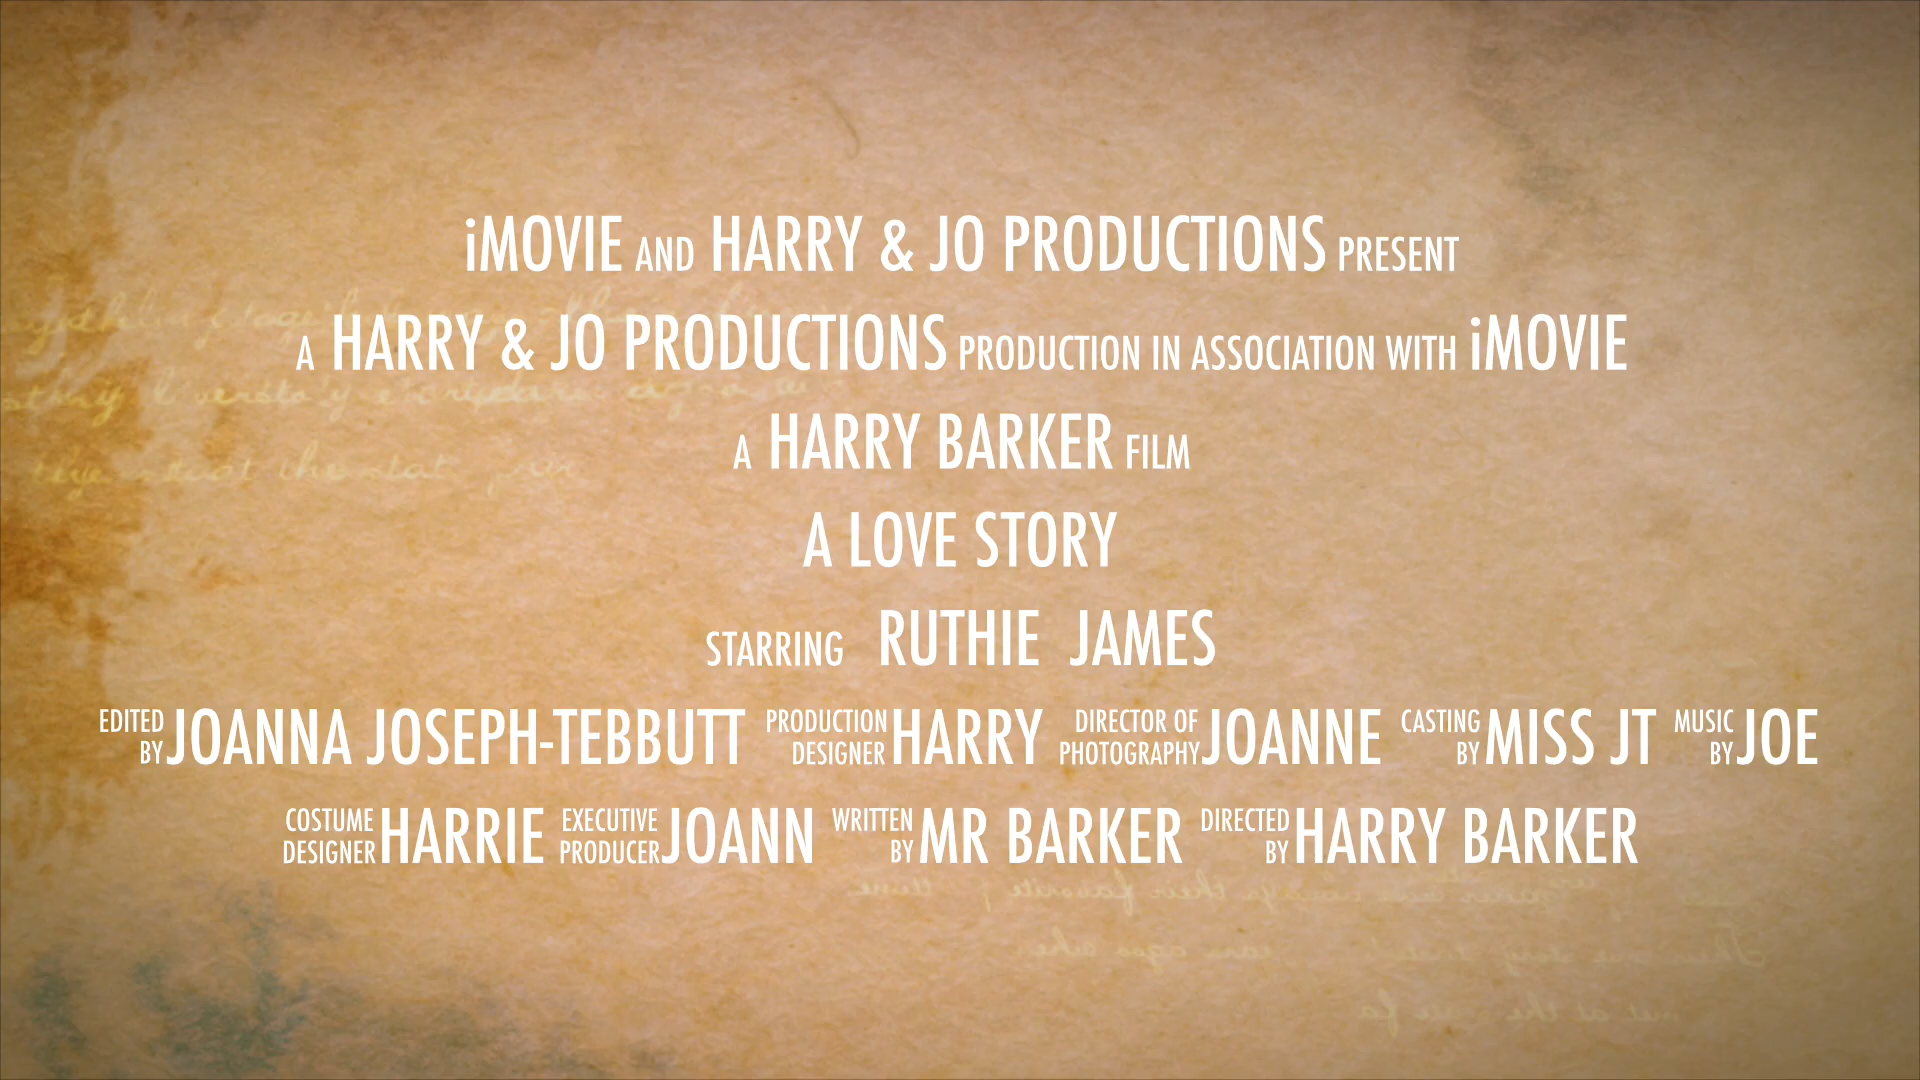 iMOVIE AND HARRY & JO PRODUCTIONS PRESENT
A HARRY & JO PRODUCTIONS PRODUCTION IN ASSOCIATION WITH iMOVIE
A HARRY BARKER FILM
A LOVE STORY
STARRING RUTHIE JAMES
EDITED BY JOANNA JOSEPH-TEBBUTT PRODUCTION DESIGNER HARRY DIRECTOR OF PHOTOGRAPHY JOANNE CASTING BY MISS JT MUSIC BY JOE
COSTUME DESIGNER HARRIE EXECUTIVE PRODUCER JOANN WRITTEN BY MR BARKER DIRECTED BY HARRY BARKER